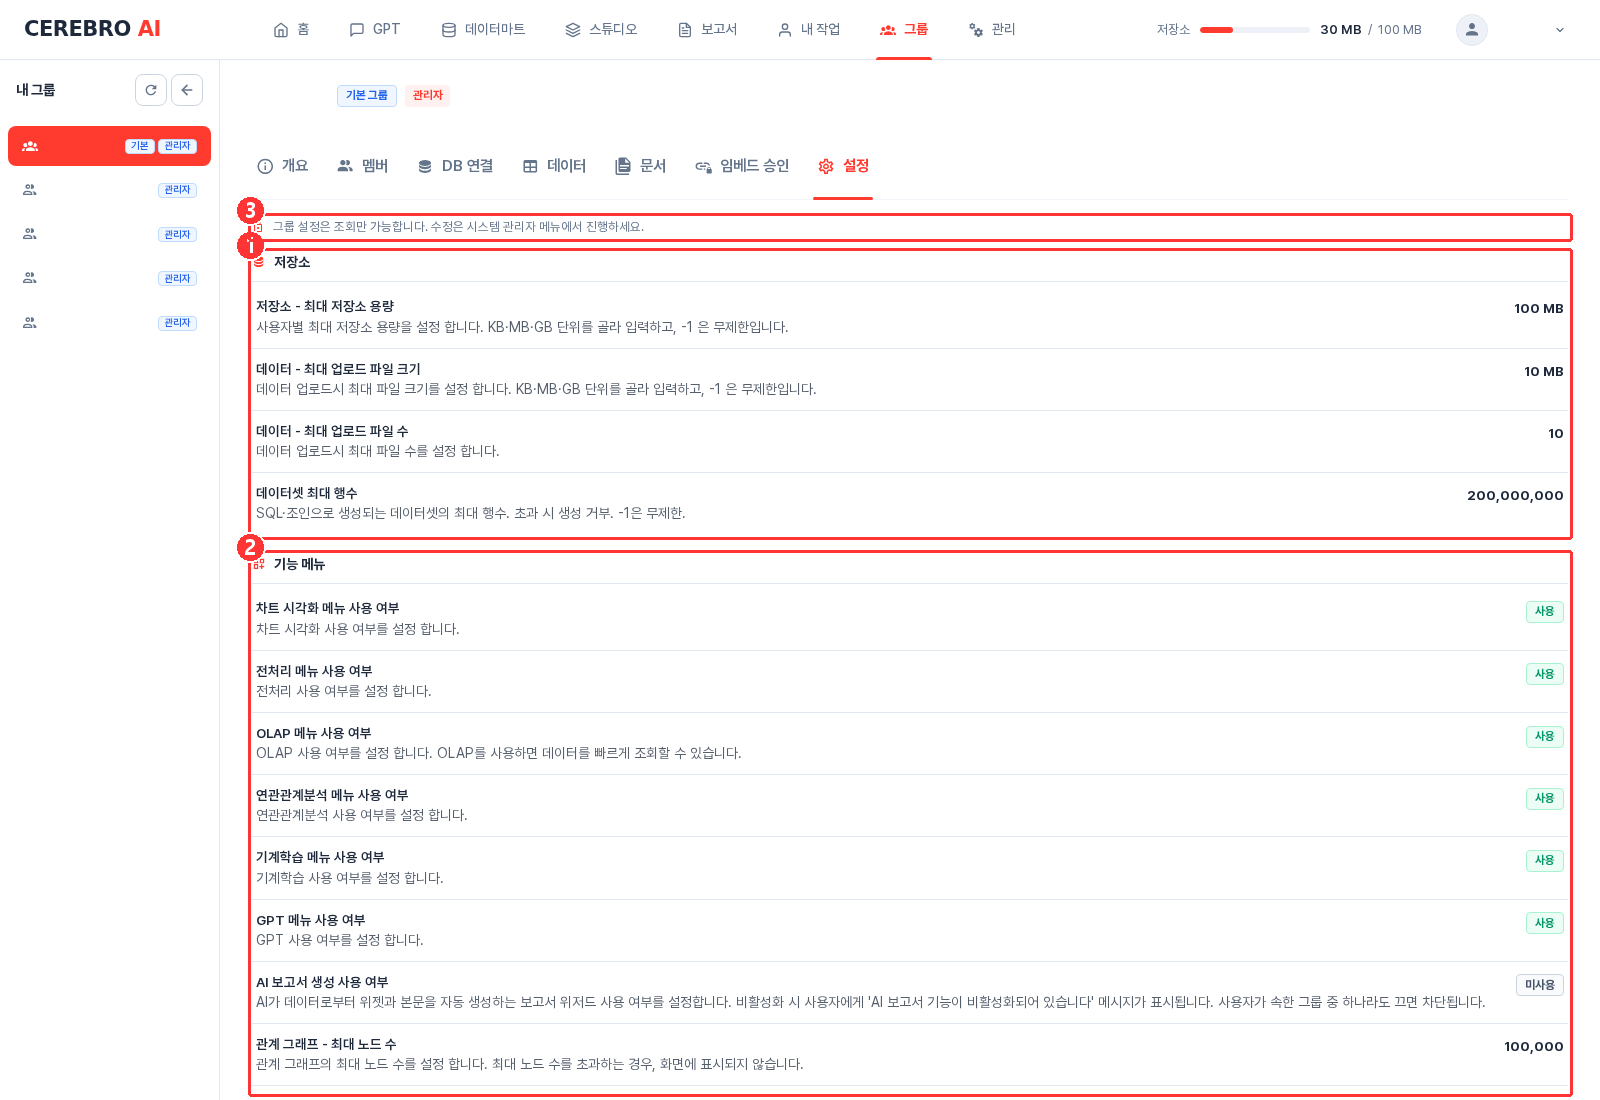 CEREBRO AI
홈
GPT
데이터마트
스튜디오
보고서
내 작업
그룹
관리
저장소
30 MB / 100 MB
내 그룹
기본 관리자
관리자
관리자
관리자
관리자
기본 그룹
관리자
개요
멤버
DB 연결
데이터
문서
임베드 승인
설정
3
그룹 설정은 조회만 가능합니다. 수정은 시스템 관리자 메뉴에서 진행하세요.
1
저장소
저장소 - 최대 저장소 용량
100 MB
사용자별 최대 저장소 용량을 설정 합니다. KB·MB·GB 단위를 골라 입력하고, -1 은 무제한입니다.
데이터 - 최대 업로드 파일 크기
10 MB
데이터 업로드시 최대 파일 크기를 설정 합니다. KB·MB·GB 단위를 골라 입력하고, -1 은 무제한입니다.
데이터 - 최대 업로드 파일 수
10
데이터 업로드시 최대 파일 수를 설정 합니다.
데이터셋 최대 행수
200,000,000
SQL·조인으로 생성되는 데이터셋의 최대 행수. 초과 시 생성 거부. -1은 무제한.
2
기능 메뉴
차트 시각화 메뉴 사용 여부
사용
차트 시각화 사용 여부를 설정 합니다.
전처리 메뉴 사용 여부
사용
전처리 사용 여부를 설정 합니다.
OLAP 메뉴 사용 여부
사용
OLAP 사용 여부를 설정 합니다. OLAP를 사용하면 데이터를 빠르게 조회할 수 있습니다.
연관관계분석 메뉴 사용 여부
사용
연관관계분석 사용 여부를 설정 합니다.
기계학습 메뉴 사용 여부
사용
기계학습 사용 여부를 설정 합니다.
GPT 메뉴 사용 여부
사용
GPT 사용 여부를 설정 합니다.
AI 보고서 생성 사용 여부
미사용
AI가 데이터로부터 위젯과 본문을 자동 생성하는 보고서 위저드 사용 여부를 설정합니다. 비활성화 시 사용자에게 'AI 보고서 기능이 비활성화되어 있습니다' 메시지가 표시됩니다. 사용자가 속한 그룹 중 하나라도 끄면 차단됩니다.
관계 그래프 - 최대 노드 수
100,000
관계 그래프의 최대 노드 수를 설정 합니다. 최대 노드 수를 초과하는 경우, 화면에 표시되지 않습니다.